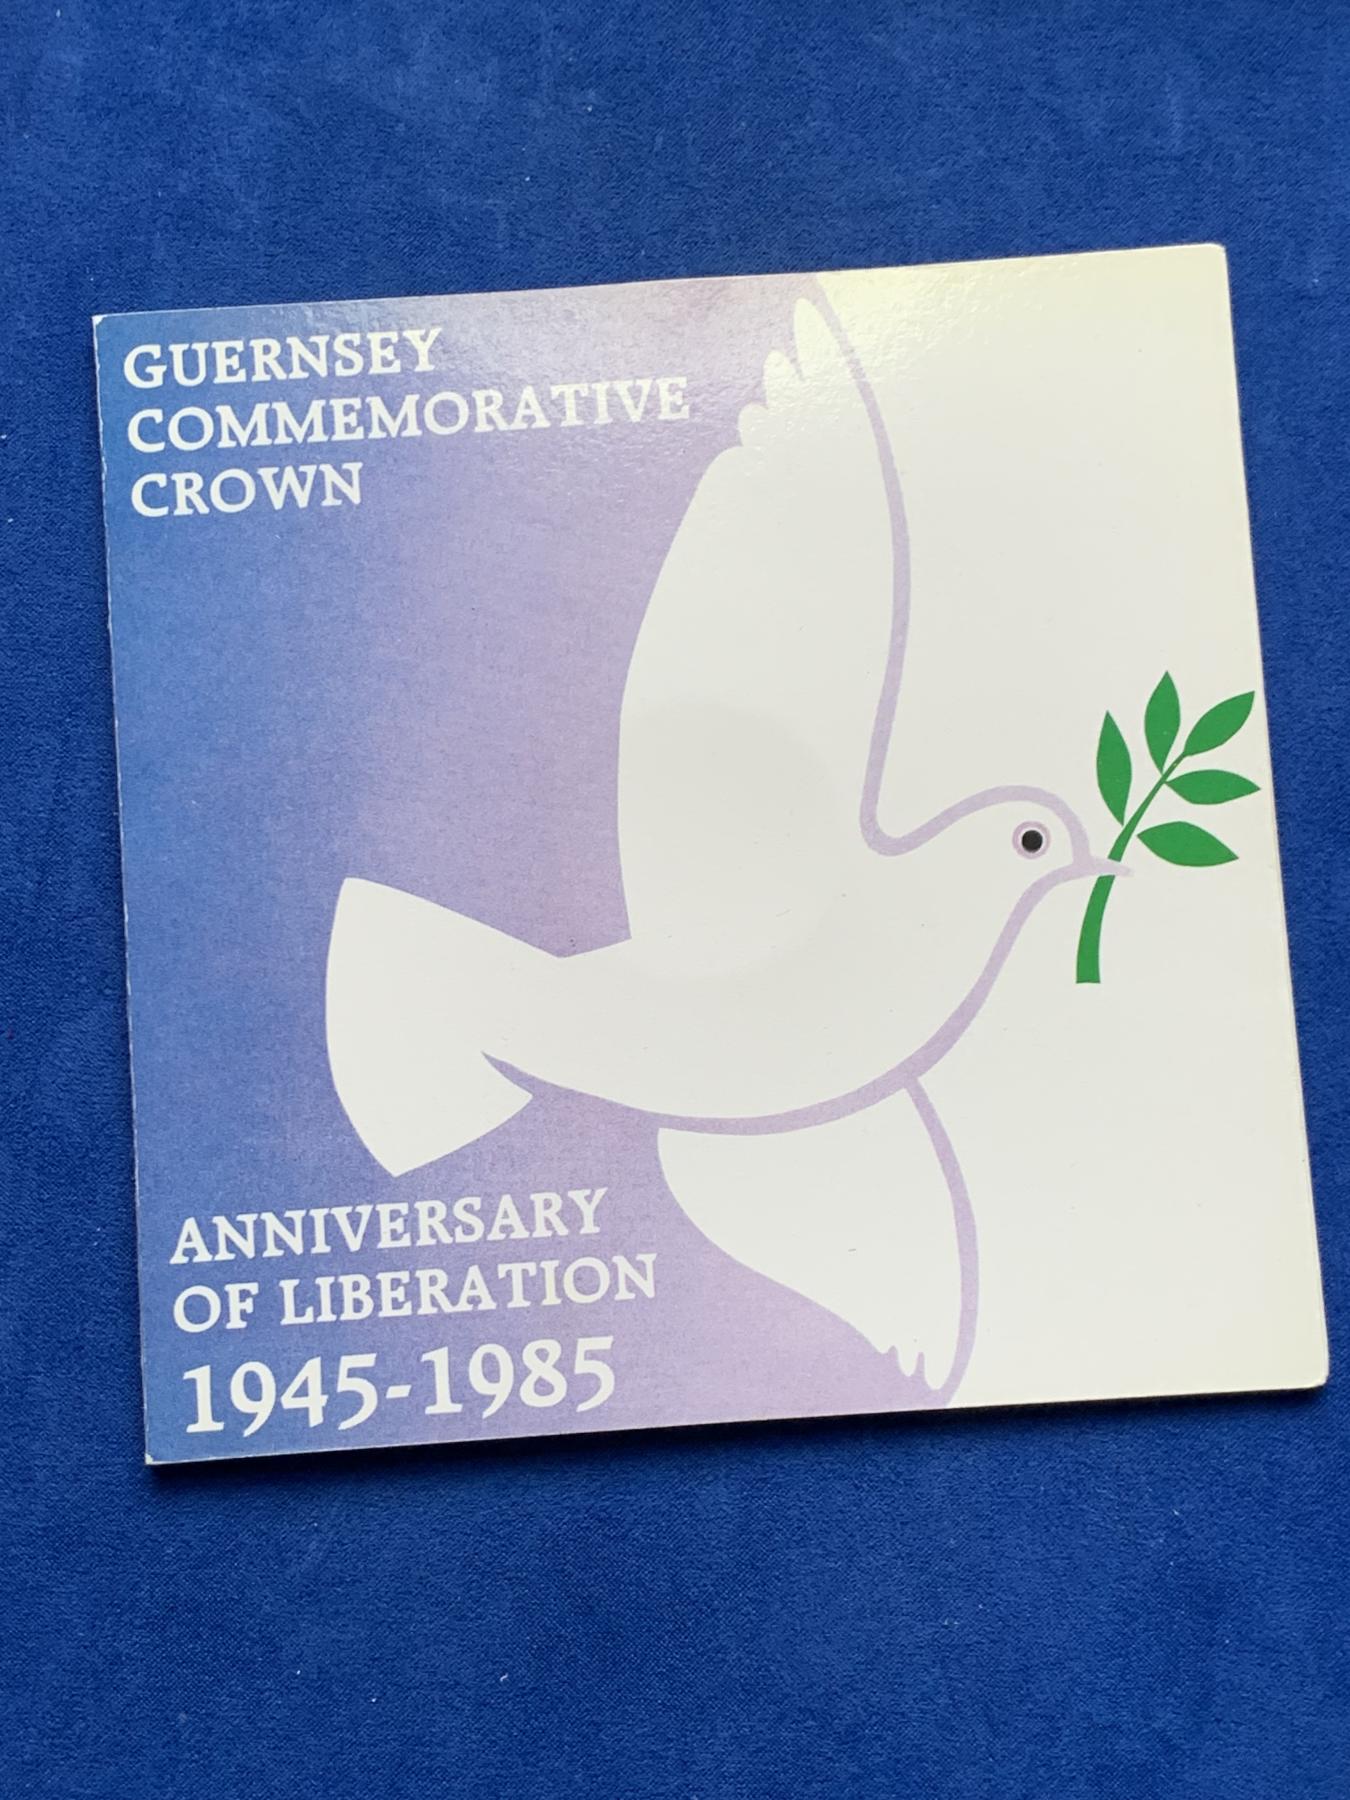 GUERNSEY
COMMEMORATIVE
CROWN
ANNIVERSARY
OF LIBERATION
1945-1985